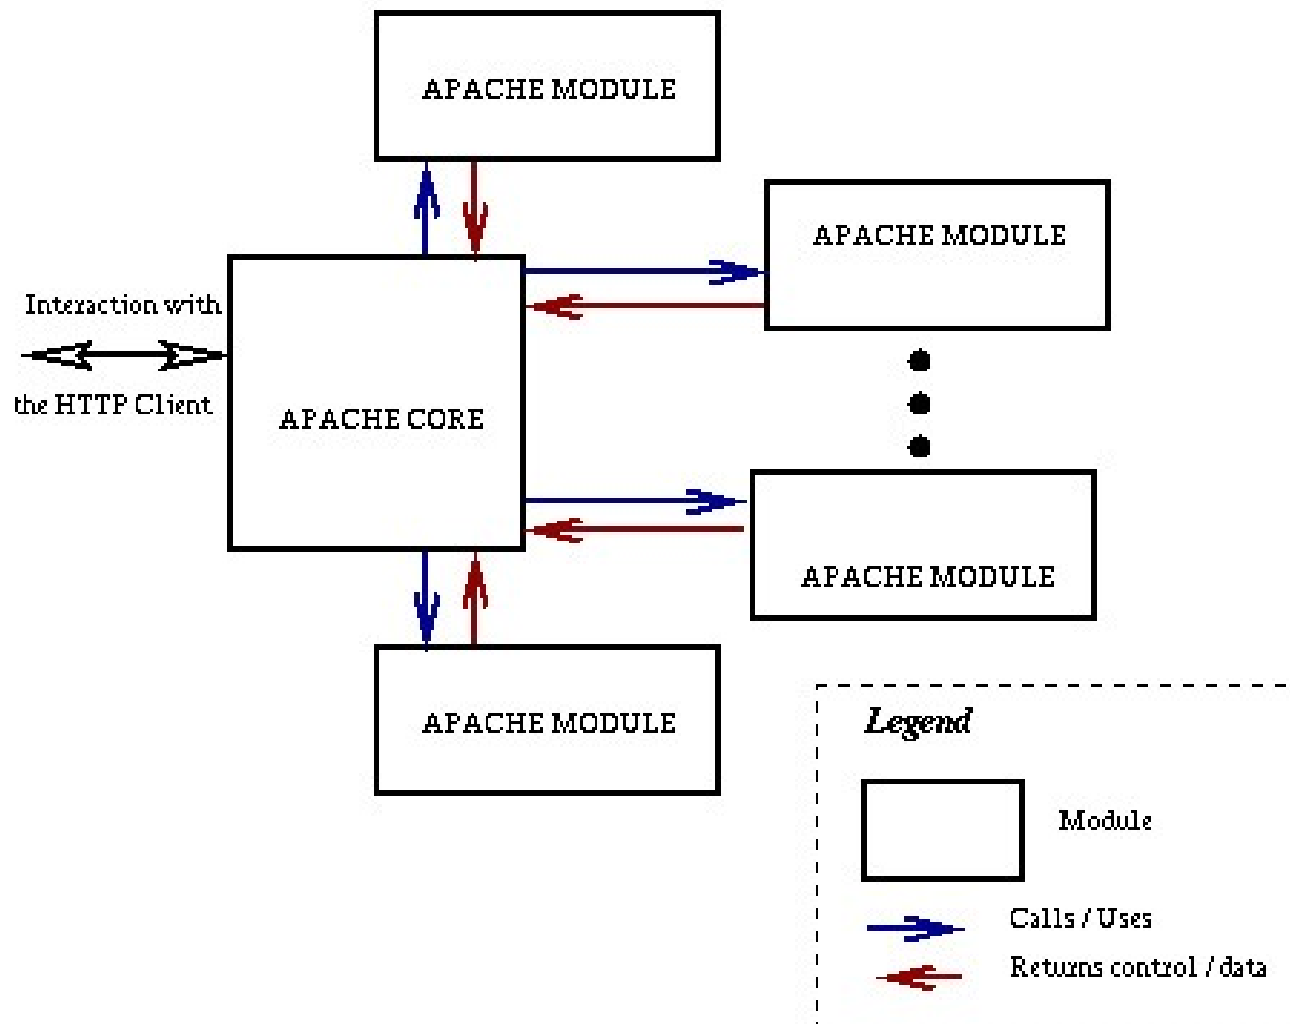 APACHE MODULE
APACHE MODULE
Interaction with
the HTTP Client
APACHE CORE
APACHE MODULE
APACHE MODULE
Legend
Module
Calls / Uses
Returns control / data